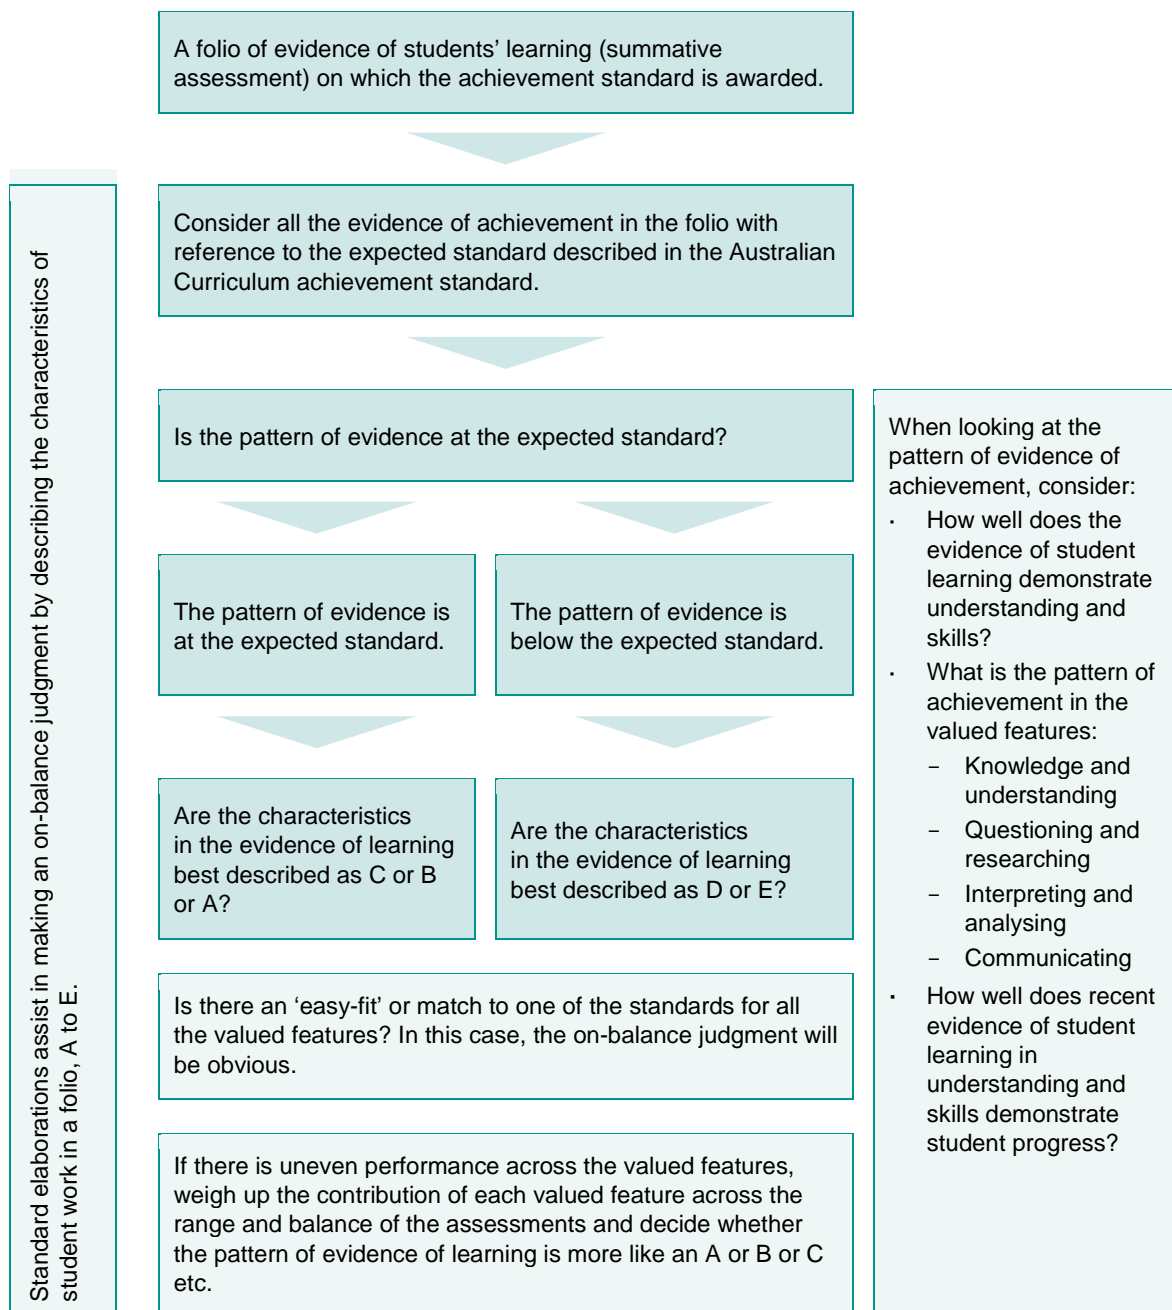 A folio of evidence of students’ learning (summative
assessment) on which the achievement standard is awarded.
Standard elaborations assist in making an on-balance judgment by describing the characteristics of
student work in a folio, A to E.
Consider all the evidence of achievement in the folio with
reference to the expected standard described in the Australian
Curriculum achievement standard.
Is the pattern of evidence at the expected standard?
The pattern of evidence is
at the expected standard.
The pattern of evidence is
below the expected standard.
Are the characteristics
in the evidence of learning
best described as C or B
or A?
Are the characteristics
in the evidence of learning
best described as D or E?
Is there an ‘easy-fit’ or match to one of the standards for all
the valued features? In this case, the on-balance judgment will
be obvious.
If there is uneven performance across the valued features,
weigh up the contribution of each valued feature across the
range and balance of the assessments and decide whether
the pattern of evidence of learning is more like an A or B or C
etc.
When looking at the
pattern of evidence of
achievement, consider:
· How well does the
evidence of student
learning demonstrate
understanding and
skills?
· What is the pattern of
achievement in the
valued features:
– Knowledge and
understanding
– Questioning and
researching
– Interpreting and
analysing
– Communicating
· How well does recent
evidence of student
learning in
understanding and
skills demonstrate
student progress?